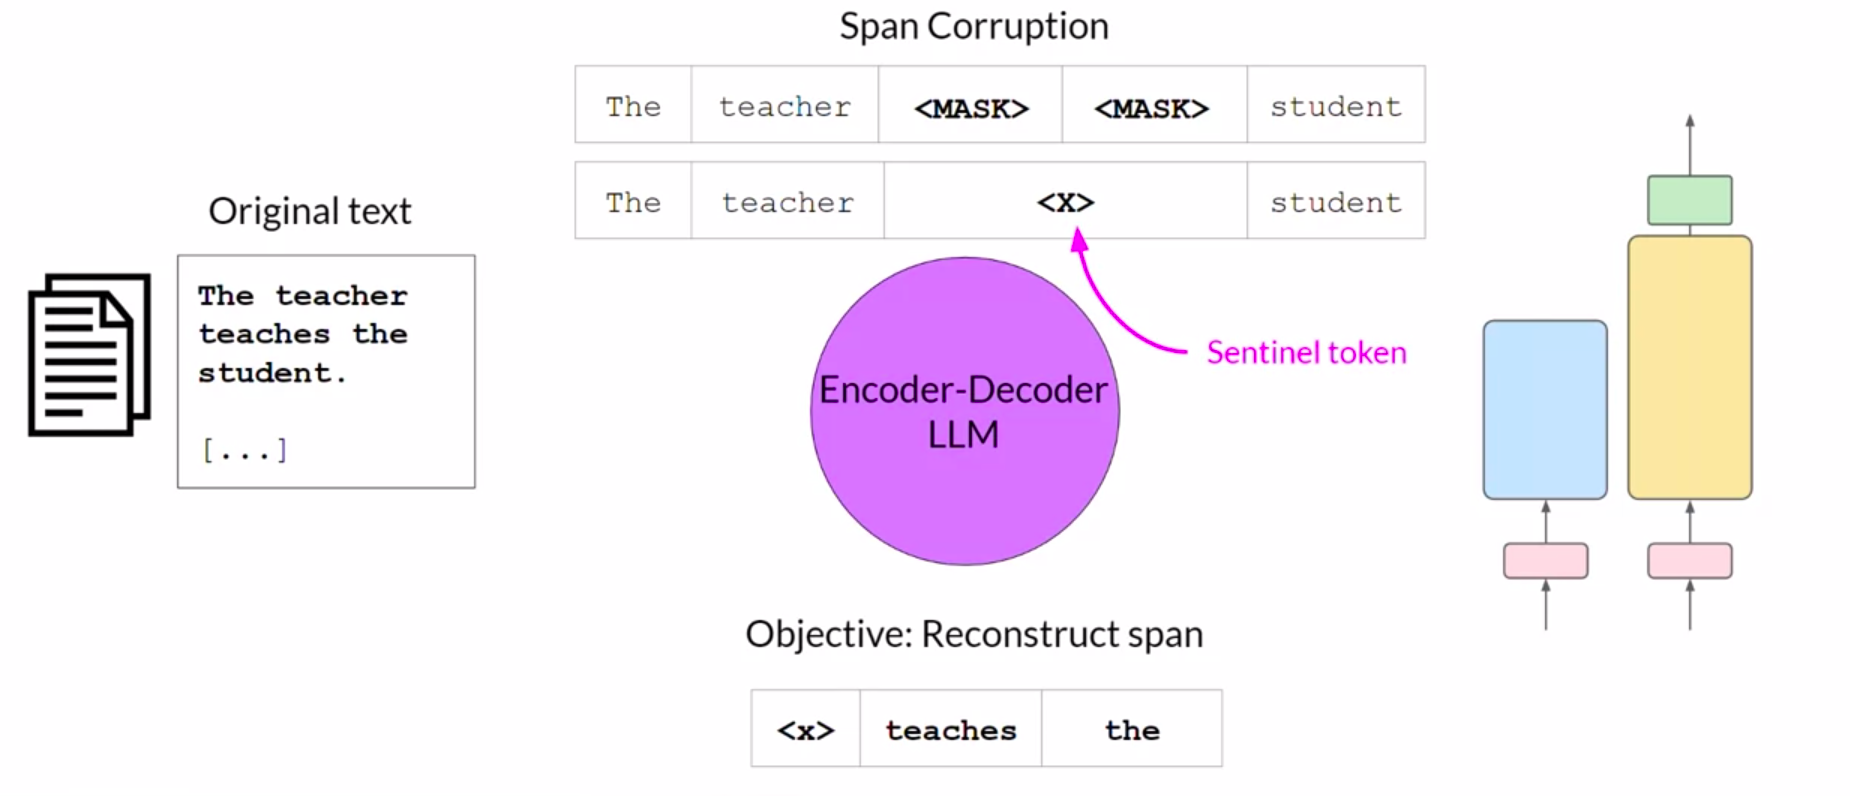 Span Corruption
The teacher <MASK> <MASK> student
The teacher <X> student
Sentinel token
Original text
The teacher
teaches the
student.
[...]
Encoder-Decoder
LLM
Objective: Reconstruct span
<x> teaches the